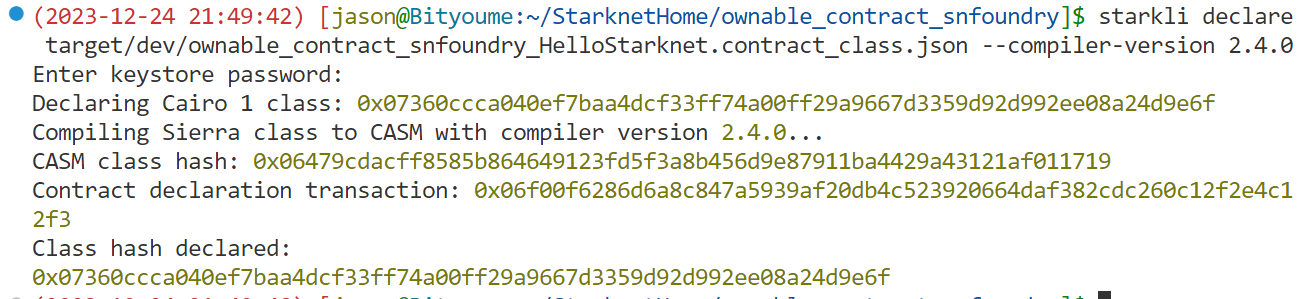 (2023-12-24 21:49:42) [jason@Bityoume:~/StarknetHome/ownable_contract_snfoundry]$ starkli declare
target/dev/ownable_contract_snfoundry_HelloStarknet.contract_class.json --compiler-version 2.4.0
Enter keystore password:
Declaring Cairo 1 class: 0x07360ccca040ef7baa4dcf33ff74a00ff29a9667d3359d92d992ee08a24d9e6f
Compiling Sierra class to CASM with compiler version 2.4.0...
CASM class hash: 0x06479cdacff8585b864649123fd5f3a8b456d9e87911ba4429a43121af011719
Contract declaration transaction: 0x06f00f6286d6a8c847a5939af20db4c523920664daf382cdc260c12f2e4c1
2f3
Class hash declared:
0x07360ccca040ef7baa4dcf33ff74a00ff29a9667d3359d92d992ee08a24d9e6f